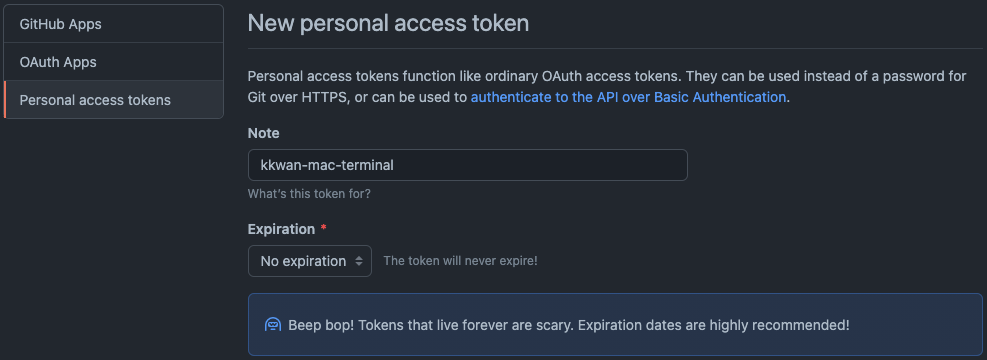 GitHub Apps
OAuth Apps
Personal access tokens
New personal access token
Personal access tokens function like ordinary OAuth access tokens. They can be used instead of a password for
Git over HTTPS, or can be used to authenticate to the API over Basic Authentication.
Note
kkwan-mac-terminal
What's this token for?
Expiration *
No expiration The token will never expire!
Beep bop! Tokens that live forever are scary. Expiration dates are highly recommended!